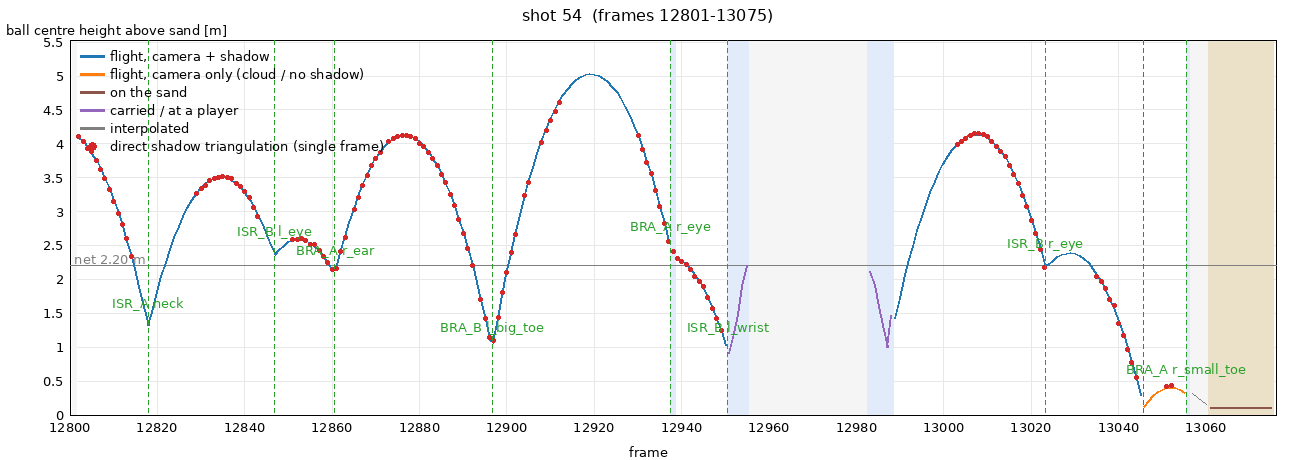 shot 54  (frames 12801-13075)
ball centre height above sand [m]
5.5
5
4.5
4
3.5
3
2.5
2
1.5
1
0.5
0
flight, camera + shadow
flight, camera only (cloud / no shadow)
on the sand
carried / at a player
interpolated
direct shadow triangulation (single frame)
net 2.20 m
ISR_A neck
ISR_B l_eye
BRA_A r_ear
BRA_B l_big_toe
BRA_A r_eye
ISR_B l_wrist
ISR_B r_eye
BRA_A r_small_toe
12800 12820 12840 12860 12880 12900 12920 12940 12960 12980 13000 13020 13040 13060
frame